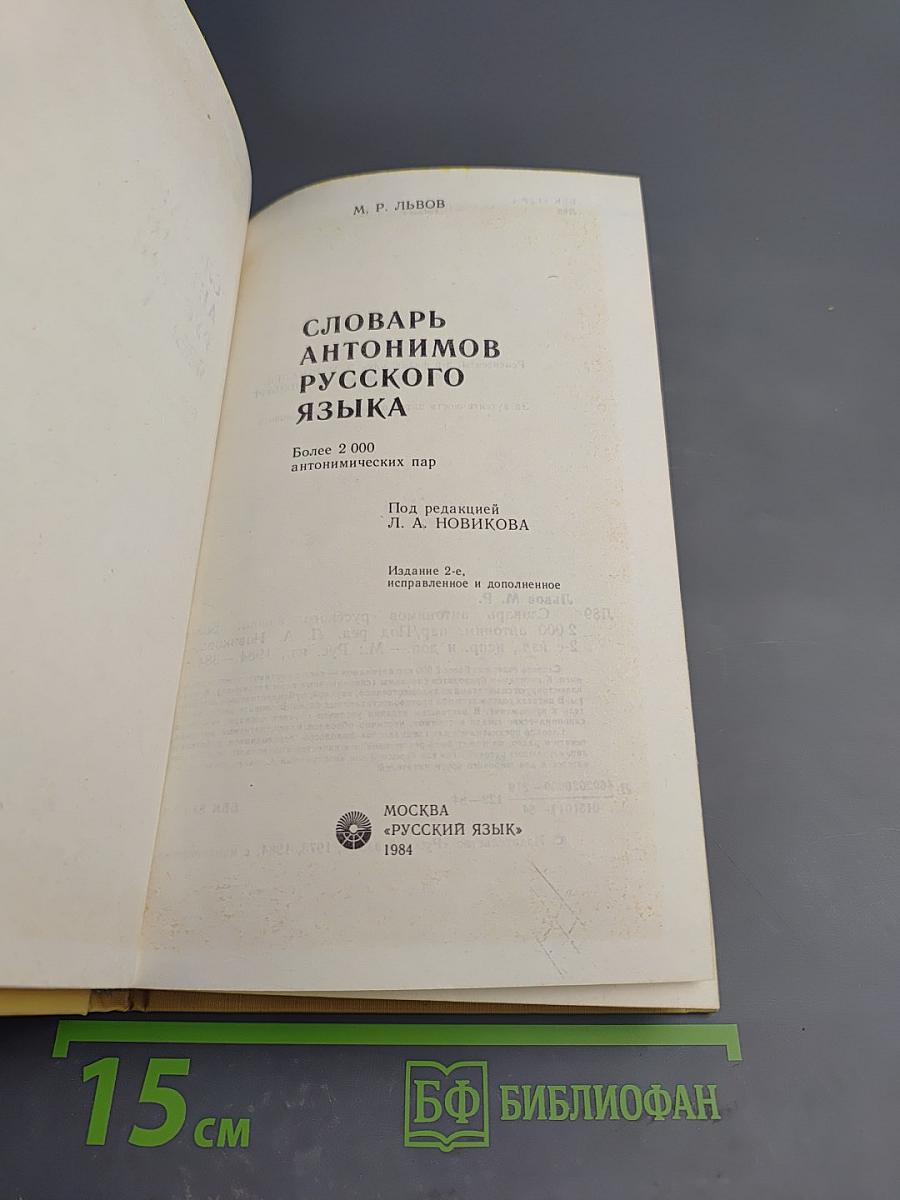 М. Р. ЛЬВОВ
СЛОВАРЬ
АНТОНИМОВ
РУССКОГО
ЯЗЫКА
Более 2 000
антонимических пар
Под редакцией
Л. А. НОВИКОВА
Издание 2-е,
исправленное и дополненное
МОСКВА
«РУССКИЙ ЯЗЫК»
1984
15 см
БФ БИБЛИОФАН